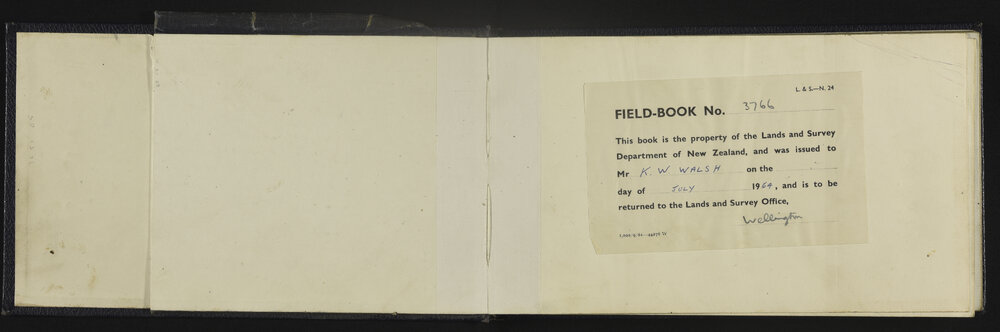 L. & S.—N. 24
FIELD-BOOK No. 3766
This book is the property of the Lands and Survey
Department of New Zealand, and was issued to
Mr K. W. WALSH on the
day of JULY 1964, and is to be
returned to the Lands and Survey Office,
Wellington